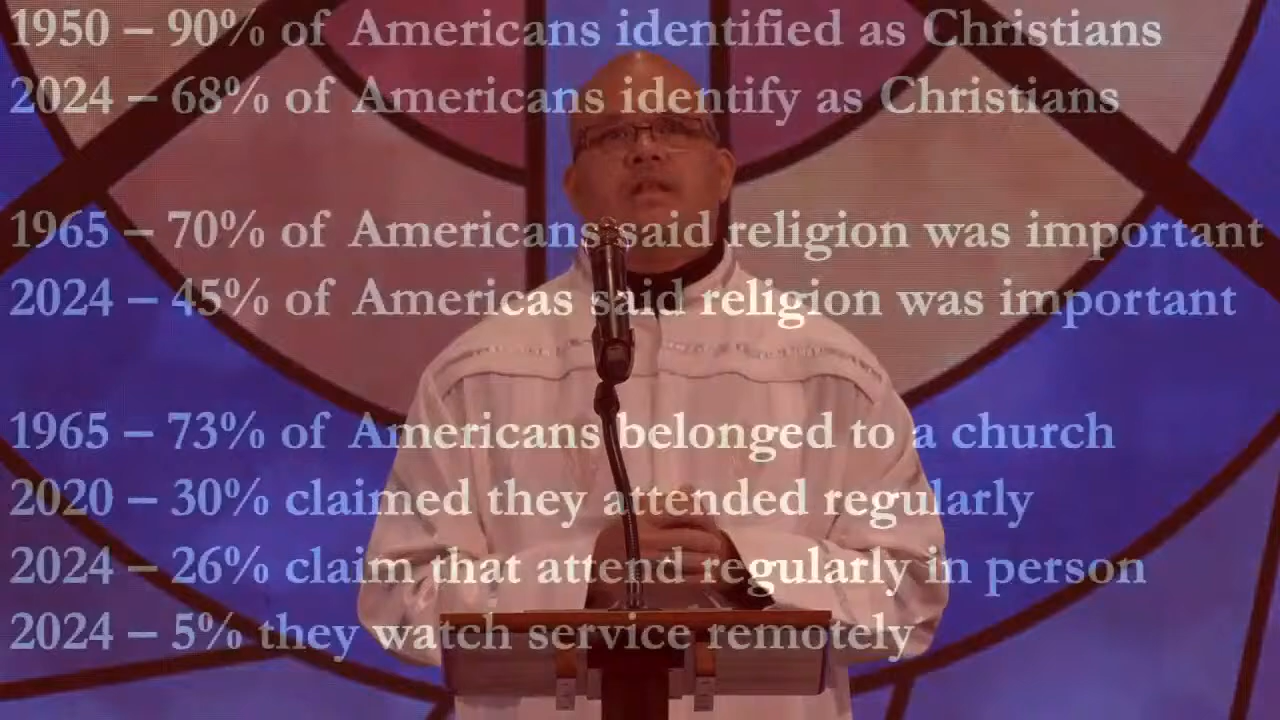 1950 – 90% of Americans identified as Christians
2024 – 68% of Americans identify as Christians
1965 – 70% of Americans said religion was important
2024 – 45% of Americas said religion was important
1965 – 73% of Americans belonged to a church
2020 – 30% claimed they attended regularly
2024 – 26% claim that attend regularly in person
2024 – 5% they watch service remotely